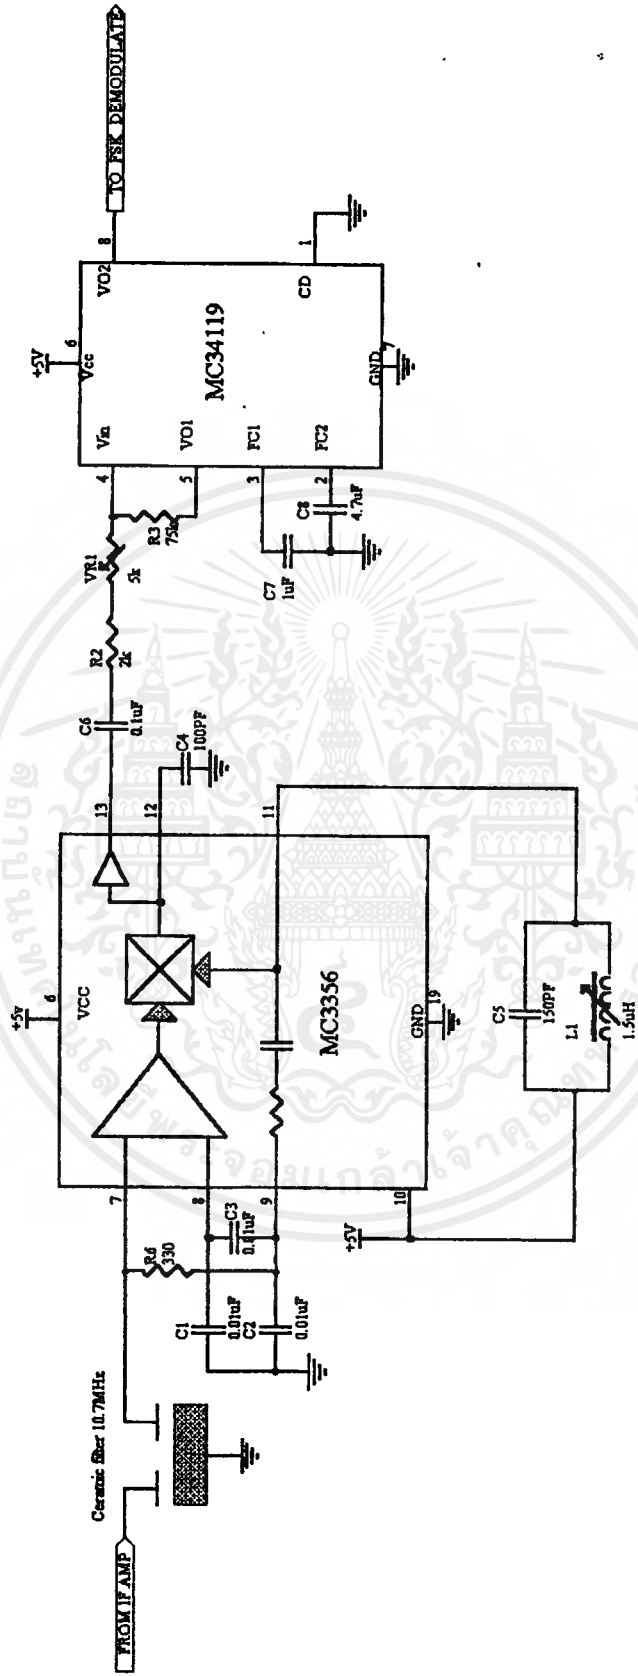 FROM IF AMP
Ceramic filter 10.7MHz
R6
330
C1
0.01uF
C2
0.01uF
C3
0.01uF
7
8
9
10
+5V
+5v
6
VCC
MC3356
GND
19
13
12
11
C4
100PF
C5
150PF
L1
1.5uH
C6
0.1uF
R2
2k
VR1
5k
R3
75k
C7
1uF
C8
4.7uF
4
5
3
2
Vin
VO1
FC1
FC2
+5V
6
Vcc
MC34119
GND
7
VO2
8
CD
1
TO FSK DEMODULATE